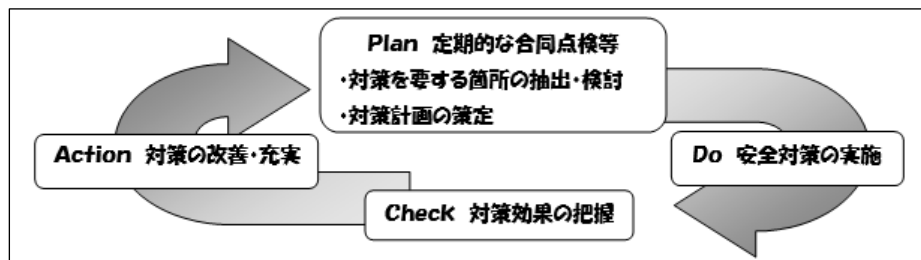 Plan 定期的な合同点検等
・対策を要する箇所の抽出・検討
・対策計画の策定
Action 対策の改善・充実
Do 安全対策の実施
Check 対策効果の把握